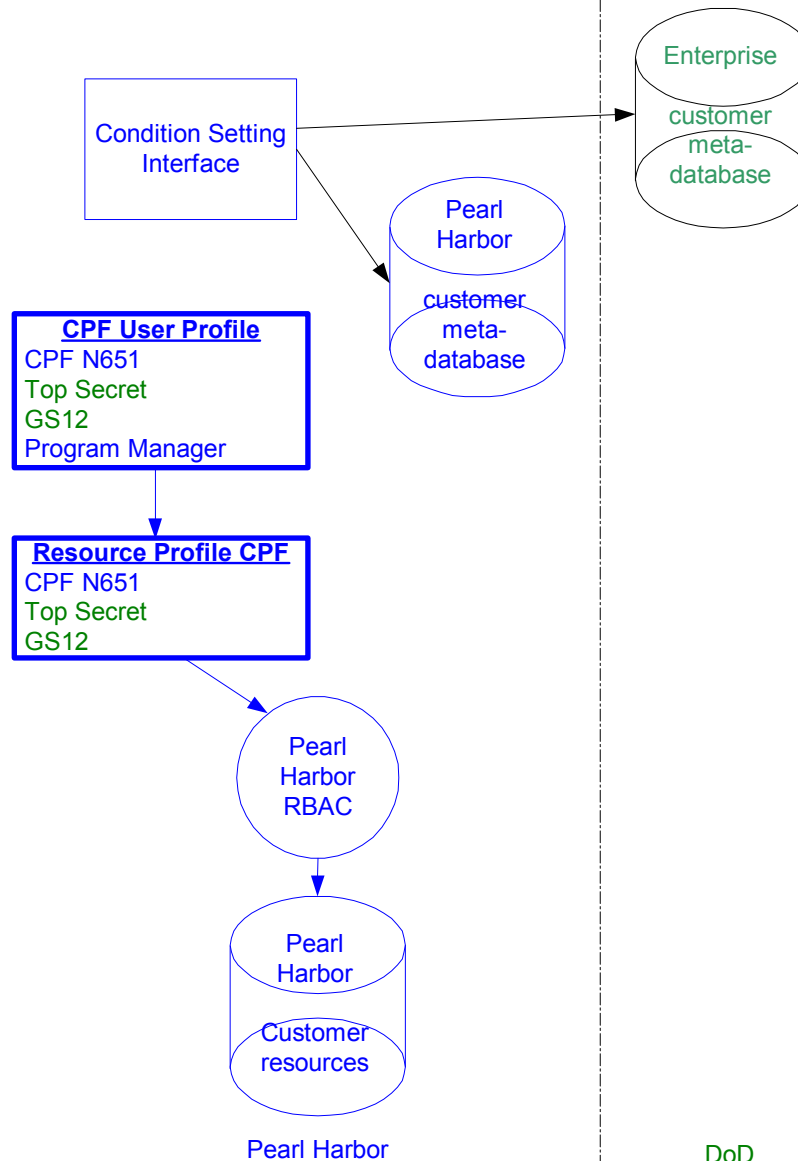 Enterprise
customer
meta-
database
Condition Setting
Interface
Pearl
Harbor
customer
meta-
database
CPF User Profile
CPF N651
Top Secret
GS12
Program Manager
Resource Profile CPF
CPF N651
Top Secret
GS12
Pearl
Harbor
RBAC
Pearl
Harbor
Customer
resources
Pearl Harbor
DoD